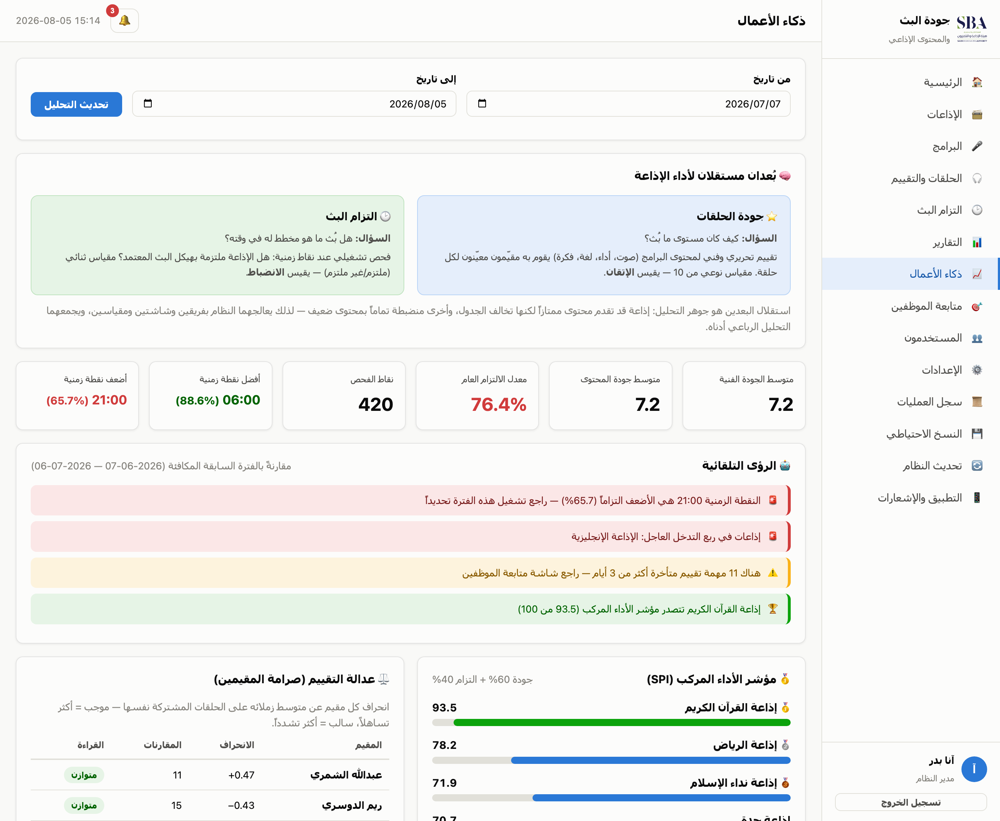 SBA
هيئة الإذاعة والتلفزيون
جودة البث
والمحتوى الإذاعي
الرئيسية
الإذاعات
البرامج
الحلقات والتقييم
التزام البث
التقارير
ذكاء الأعمال
متابعة الموظفين
المستخدمون
الإعدادات
سجل العمليات
النسخ الاحتياطي
تحديث النظام
التطبيق والإشعارات
آ
آنا بدر
مدير النظام
تسجيل الخروج
ذكاء الأعمال
3
2026-08-05 15:14
من تاريخ
2026/07/07
إلى تاريخ
2026/08/05
تحديث التحليل
بُعدان مستقلان لأداء الإذاعة
جودة الحلقات
السؤال: كيف كان مستوى ما بُث؟
تقييم تحريري وفني لمحتوى البرامج (صوت، أداء، لغة، فكرة) يقوم به مقيّمون معيّنون لكل
حلقة. مقياس نوعي من 10 — يقيس الإتقان.
التزام البث
السؤال: هل بُث ما هو مخطط له في وقته؟
فحص تشغيلي عند نقاط زمنية: هل الإذاعة ملتزمة بهيكل البث المعتمد؟ مقياس ثنائي
(ملتزم/غير ملتزم) — يقيس الانضباط.
استقلال البعدين هو جوهر التحليل: إذاعة قد تقدم محتوى ممتازاً لكنها تخالف الجدول، وأخرى منضبطة تماماً بمحتوى ضعيف — لذلك يعالجهما النظام بفريقين وشاشتين ومقياسين، ويجمعهما
التحليل الرباعي أدناه.
متوسط الجودة الفنية
7.2
متوسط جودة المحتوى
7.2
معدل الالتزام العام
76.4%
نقاط الفحص
420
أفضل نقطة زمنية
06:00 (88.6%)
أضعف نقطة زمنية
21:00 (65.7%)
الرؤى التلقائية
مقارنةً بالفترة السابقة المكافئة (2026-06-07 — 2026-07-06)
النقطة الزمنية 21:00 هي الأضعف التزاماً (65.7%) — راجع تشغيل هذه الفترة تحديداً
إذاعات في ربع التدخل العاجل: الإذاعة الإنجليزية
هناك 11 مهمة تقييم متأخرة أكثر من 3 أيام — راجع شاشة متابعة الموظفين
إذاعة القرآن الكريم تتصدر مؤشر الأداء المركب (93.5 من 100)
مؤشر الأداء المركب (SPI)
جودة 60% + التزام 40%
إذاعة القرآن الكريم
93.5
إذاعة الرياض
78.2
إذاعة نداء الإسلام
71.9
إذاعة جدة
70.7
عدالة التقييم (صرامة المقيمين)
انحراف كل مقيم عن متوسط زملائه على الحلقات المشتركة نفسها — موجب = أكثر
تساهلاً، سالب = أكثر تشدداً.
المقيم الانحراف المقارنات القراءة
عبدالله الشمري +0.47 11 متوازن
ريم الدوسري −0.43 15 متوازن